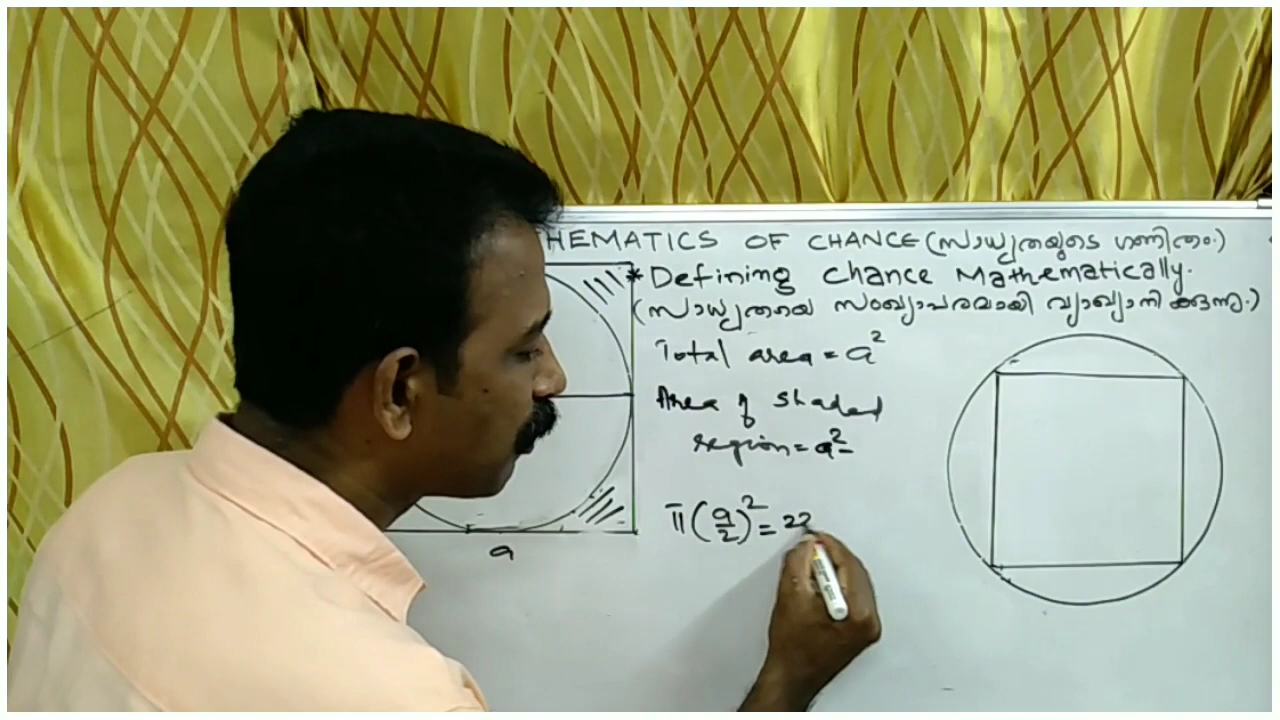 THEMATICS OF CHANCE (സാധ്യതയുടെ ഗണിതം.)
* Defining Chance Mathematically.
(സാധ്യതയെ സംഖ്യാപരമായി വ്യാഖ്യാനിക്കുന്നു.)
Total area = a²
Area of shaded
region = a² -
π(a/2)² = 22
a